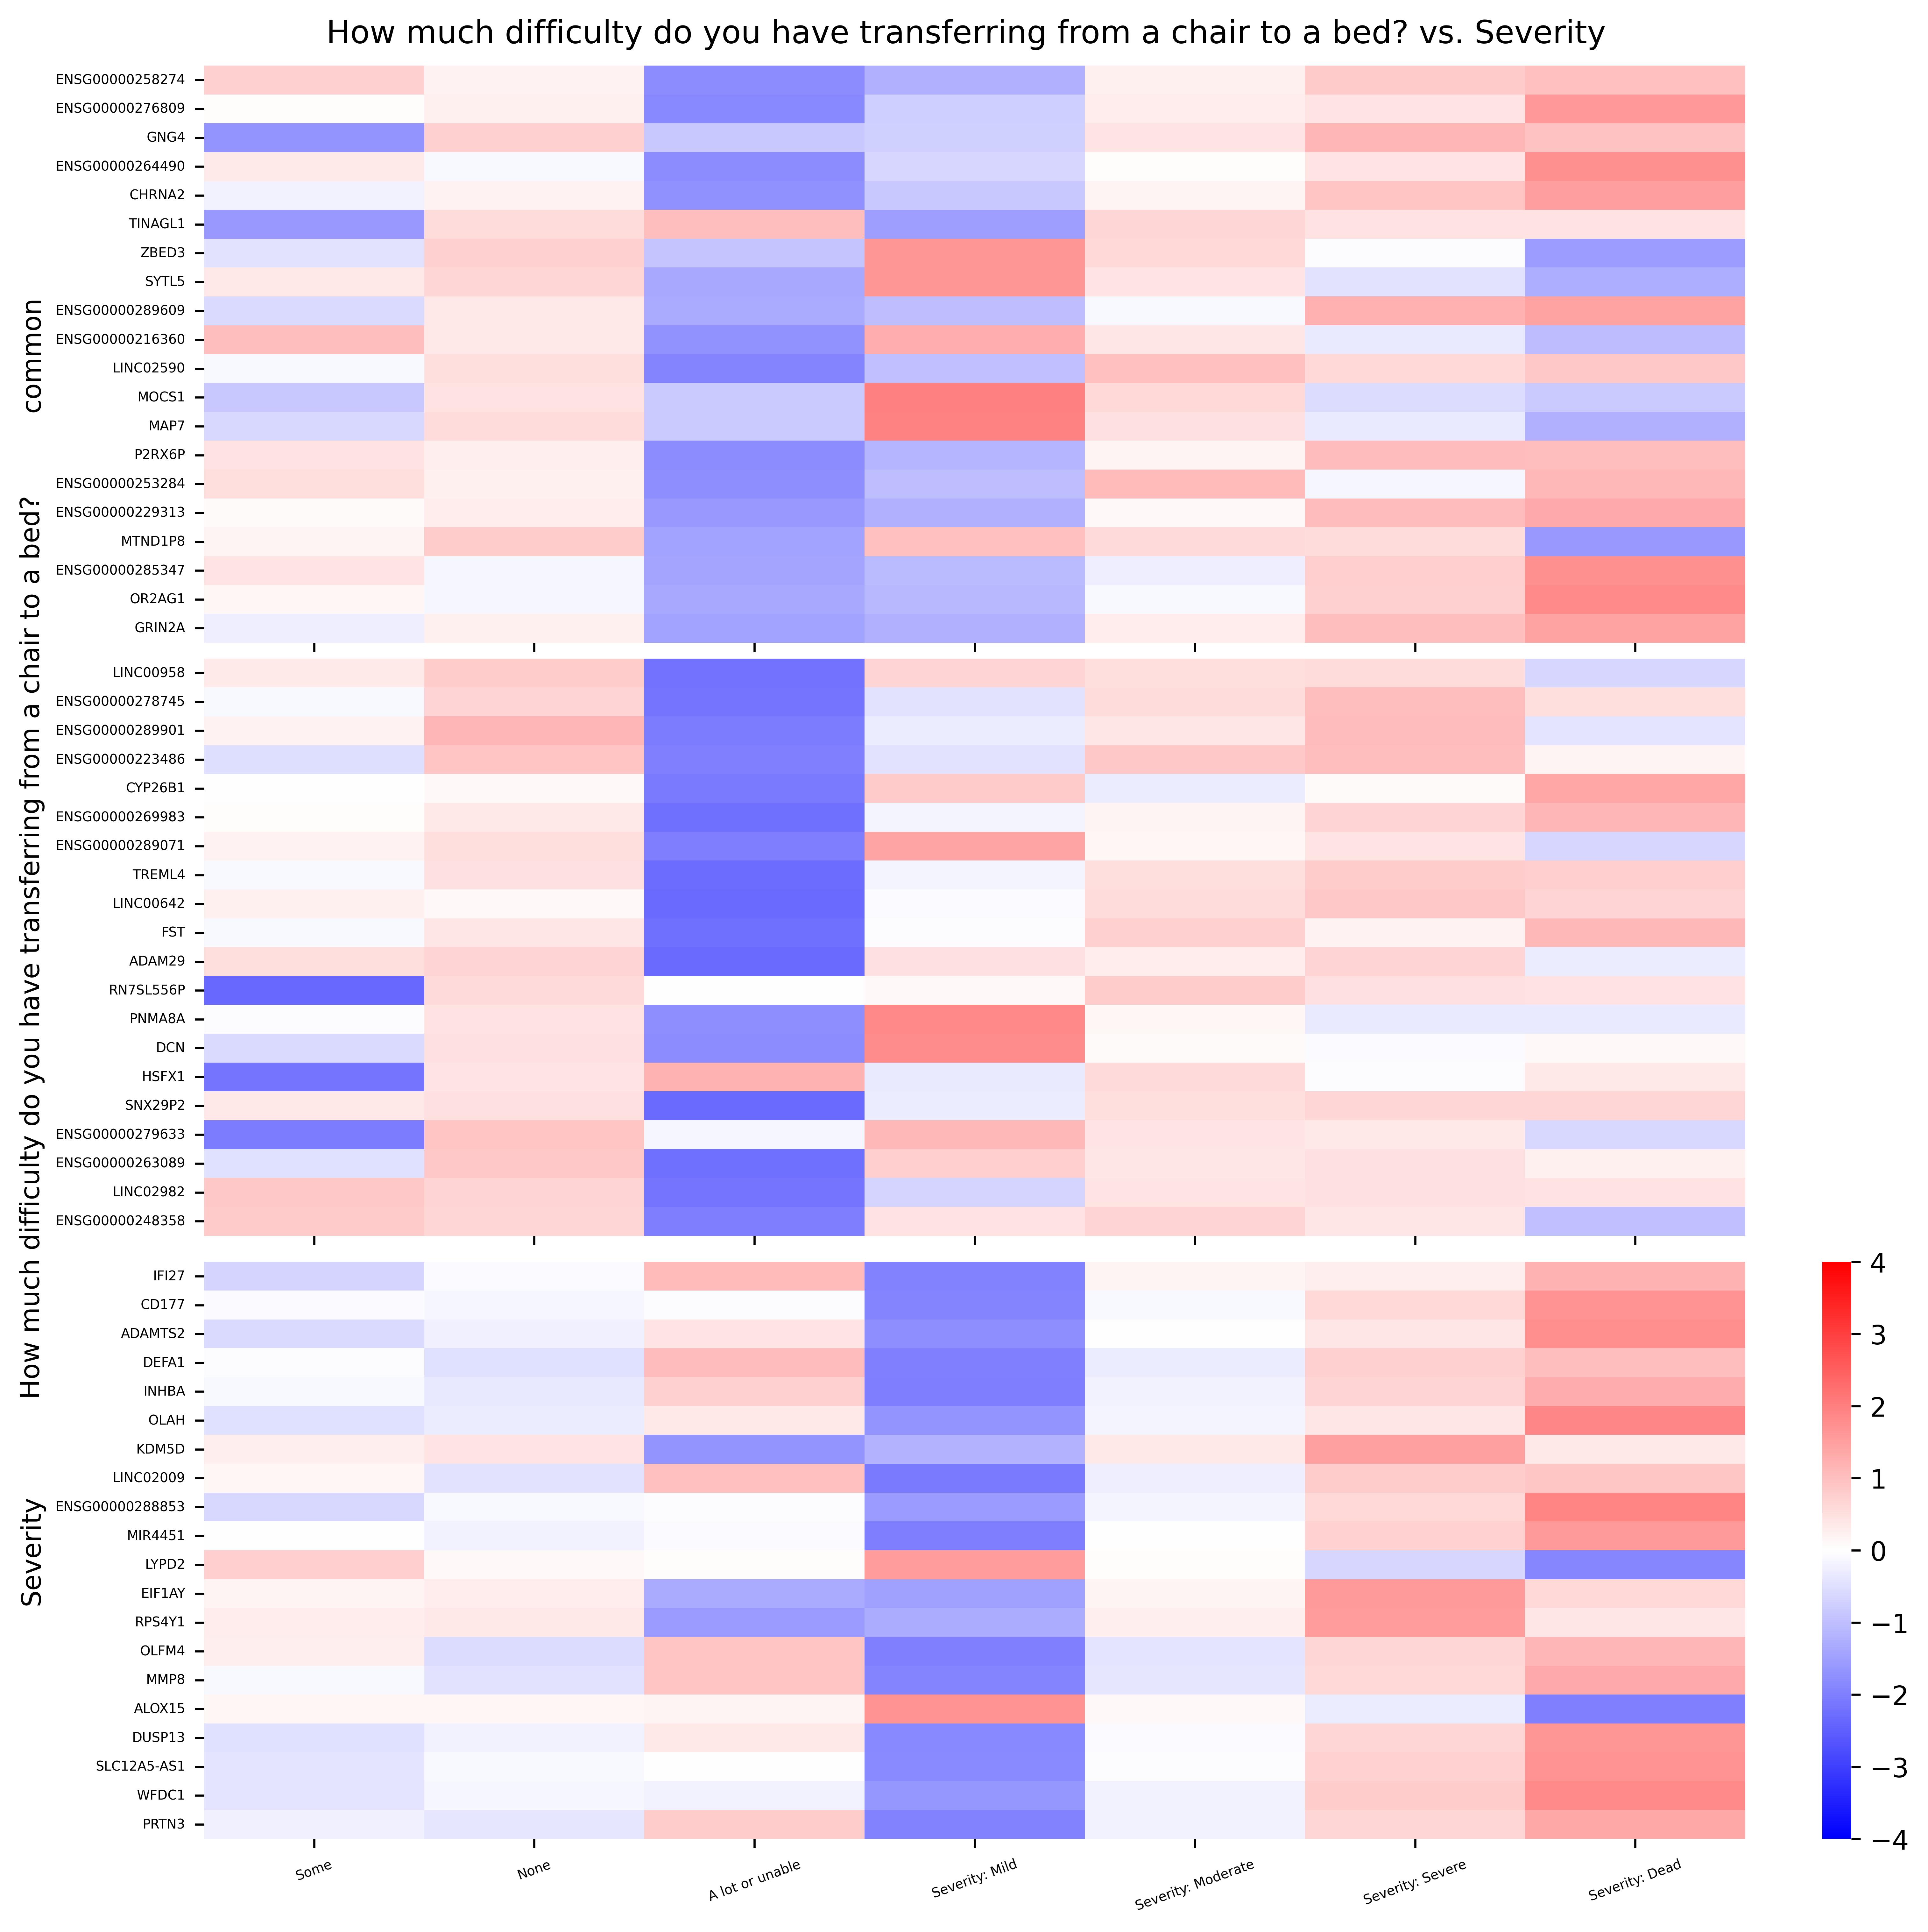 How much difficulty do you have transferring from a chair to a bed? vs. Severity
common
ENSG00000258274
ENSG00000276809
GNG4
ENSG00000264490
CHRNA2
TINAGL1
ZBED3
SYTL5
ENSG00000289609
ENSG00000216360
LINC02590
MOCS1
MAP7
P2RX6P
ENSG00000253284
ENSG00000229313
MTND1P8
ENSG00000285347
OR2AG1
GRIN2A
How much difficulty do you have transferring from a chair to a bed?
LINC00958
ENSG00000278745
ENSG00000289901
ENSG00000223486
CYP26B1
ENSG00000269983
ENSG00000289071
TREML4
LINC00642
FST
ADAM29
RN7SL556P
PNMA8A
DCN
HSFX1
SNX29P2
ENSG00000279633
ENSG00000263089
LINC02982
ENSG00000248358
Severity
IFI27
CD177
ADAMTS2
DEFA1
INHBA
OLAH
KDM5D
LINC02009
ENSG00000288853
MIR4451
LYPD2
EIF1AY
RPS4Y1
OLFM4
MMP8
ALOX15
DUSP13
SLC12A5-AS1
WFDC1
PRTN3
Some
None
A lot or unable
Severity: Mild
Severity: Moderate
Severity: Severe
Severity: Dead
4
3
2
1
0
−1
−2
−3
−4